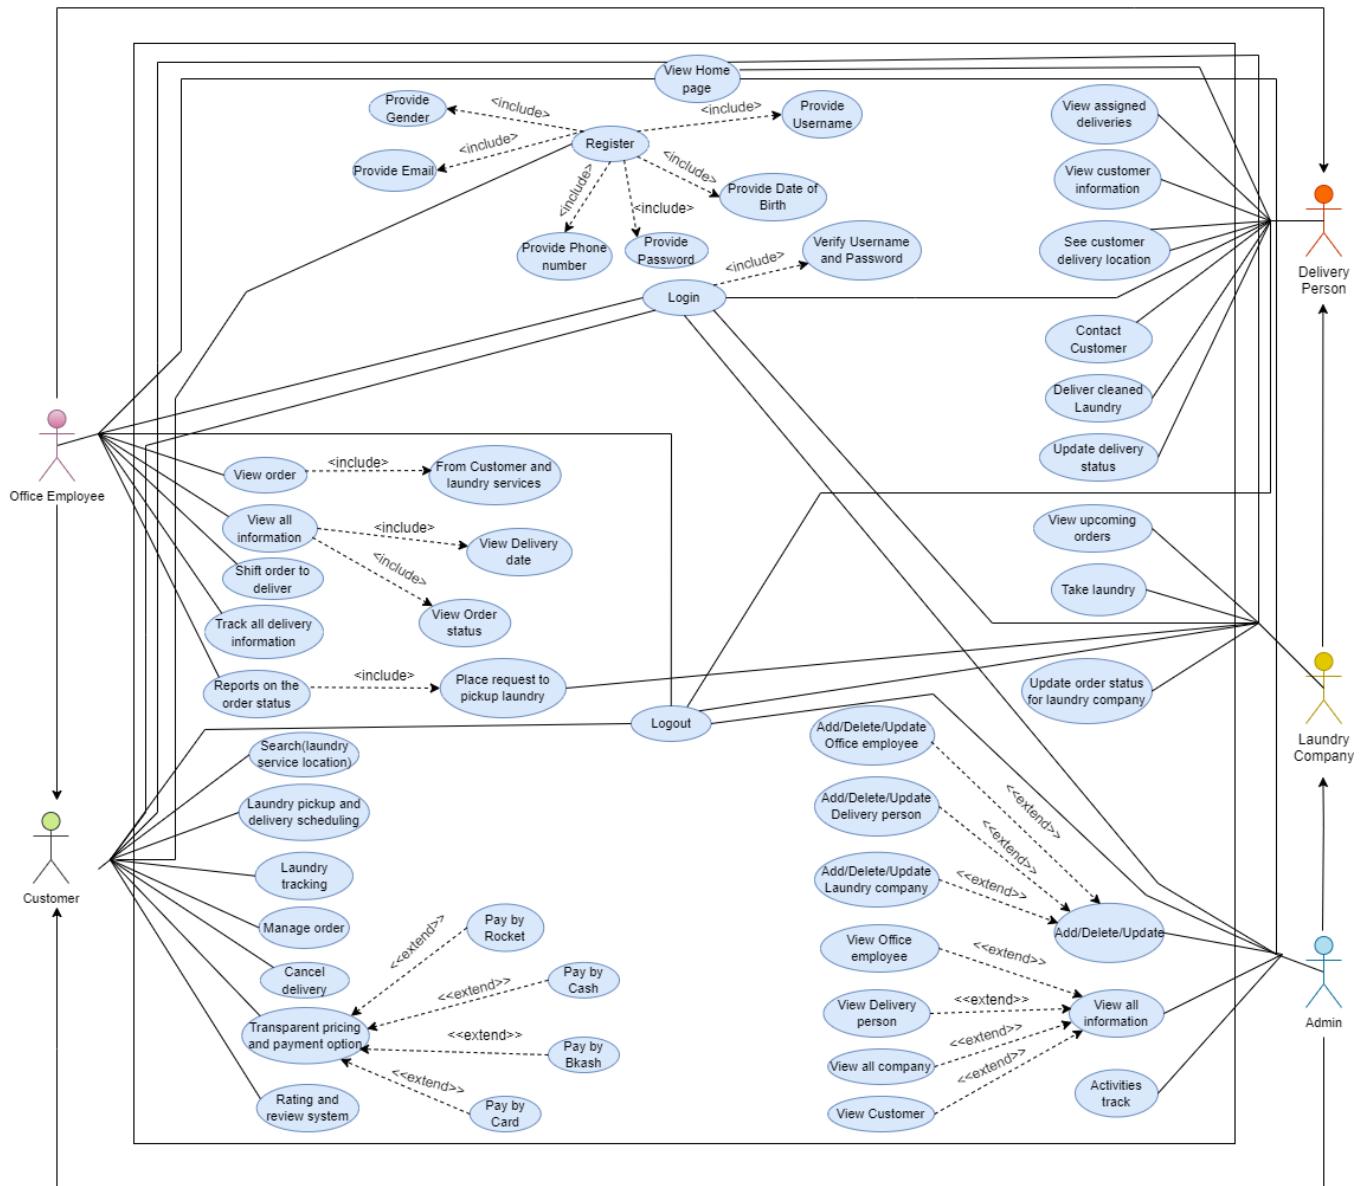 View Home
page
Provide
Gender
<include>
<include>
Provide
Username
View assigned
deliveries
Register
<include>
Provide Email
<include>
<include>
<include>
Provide Date of
Birth
View customer
information
Provide Phone
number
Provide
Password
Verify Username
and Password
<include>
See customer
delivery location
Delivery
Person
Login
Contact
Customer
Deliver cleaned
Laundry
Update delivery
status
Office Employee
View order
<include>
From Customer and
laundry services
View all
information
<include>
<include>
View Delivery
date
View upcoming
orders
Shift order to
deliver
Take laundry
Track all delivery
information
View Order
status
Reports on the
order status
<include>
Place request to
pickup laundry
Update order status
for laundry company
Logout
Laundry
Company
Search(laundry
service location)
Add/Delete/Update
Office employee
<<extend>>
Laundry pickup and
delivery scheduling
Add/Delete/Update
Delivery person
<<extend>>
Laundry
tracking
Add/Delete/Update
Laundry company
<<extend>>
Customer
Manage order
Pay by
Rocket
<<extend>>
Add/Delete/Update
View Office
employee
<<extend>>
Cancel
delivery
Pay by
Cash
<<extend>>
View Delivery
person
<<extend>>
View all
information
Admin
Transparent pricing
and payment option
<<extend>>
Pay by
Bkash
View all company
<<extend>>
<<extend>>
<<extend>>
Rating and
review system
Pay by
Card
View Customer
Activities
track